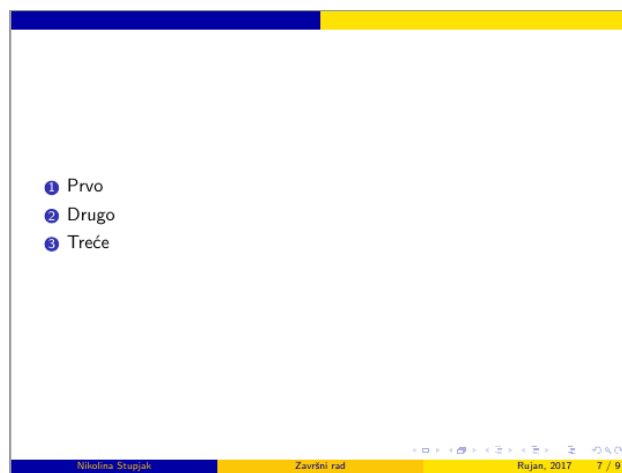 1 Prvo
2 Drugo
3 Treće
Nikolina Stupjak Završni rad Rujan, 2017 7 / 9